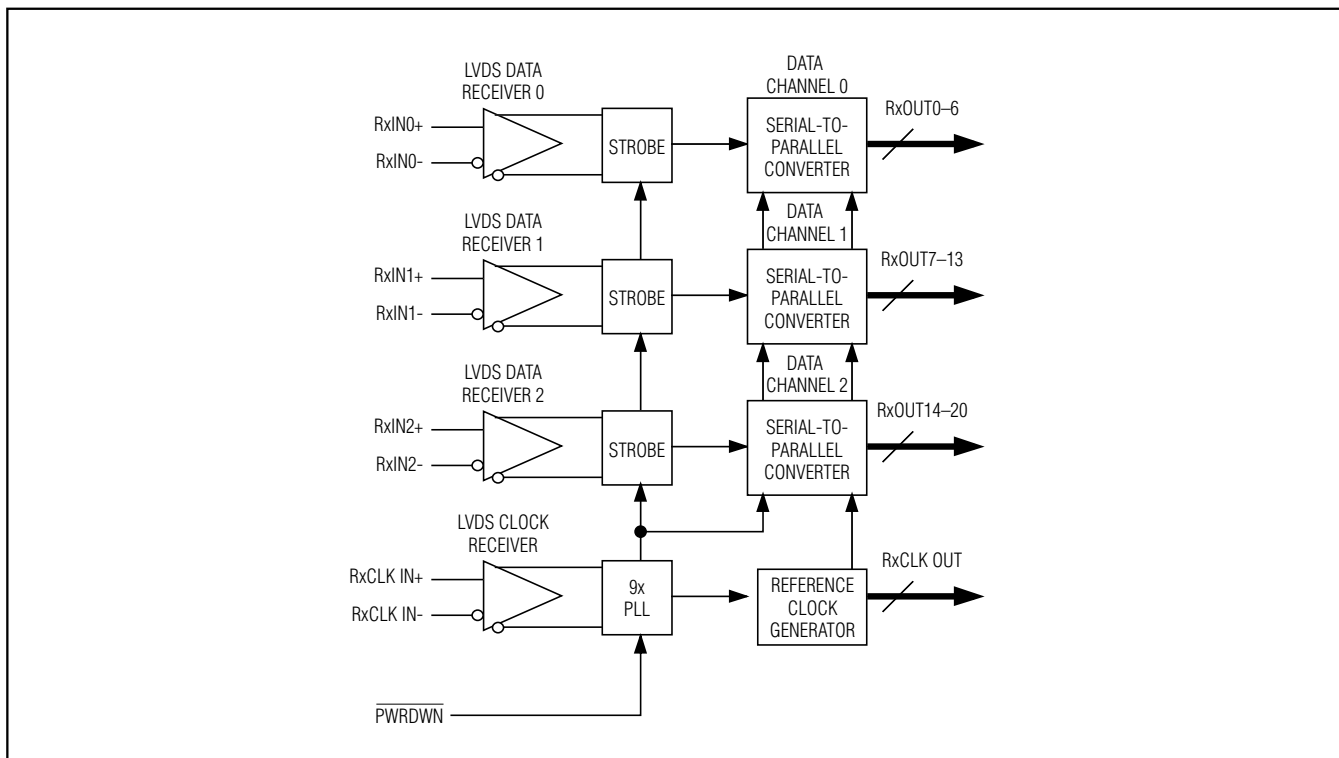 LVDS DATA
RECEIVER 0
RxIN0+
RxIN0-
STROBE
DATA
CHANNEL 0
SERIAL-TO-
PARALLEL
CONVERTER
RxOUT0–6
LVDS DATA
RECEIVER 1
RxIN1+
RxIN1-
STROBE
DATA
CHANNEL 1
SERIAL-TO-
PARALLEL
CONVERTER
RxOUT7–13
LVDS DATA
RECEIVER 2
RxIN2+
RxIN2-
STROBE
DATA
CHANNEL 2
SERIAL-TO-
PARALLEL
CONVERTER
RxOUT14–20
LVDS CLOCK
RECEIVER
RxCLK IN+
RxCLK IN-
9x
PLL
REFERENCE
CLOCK
GENERATOR
RxCLK OUT
PWRDWN